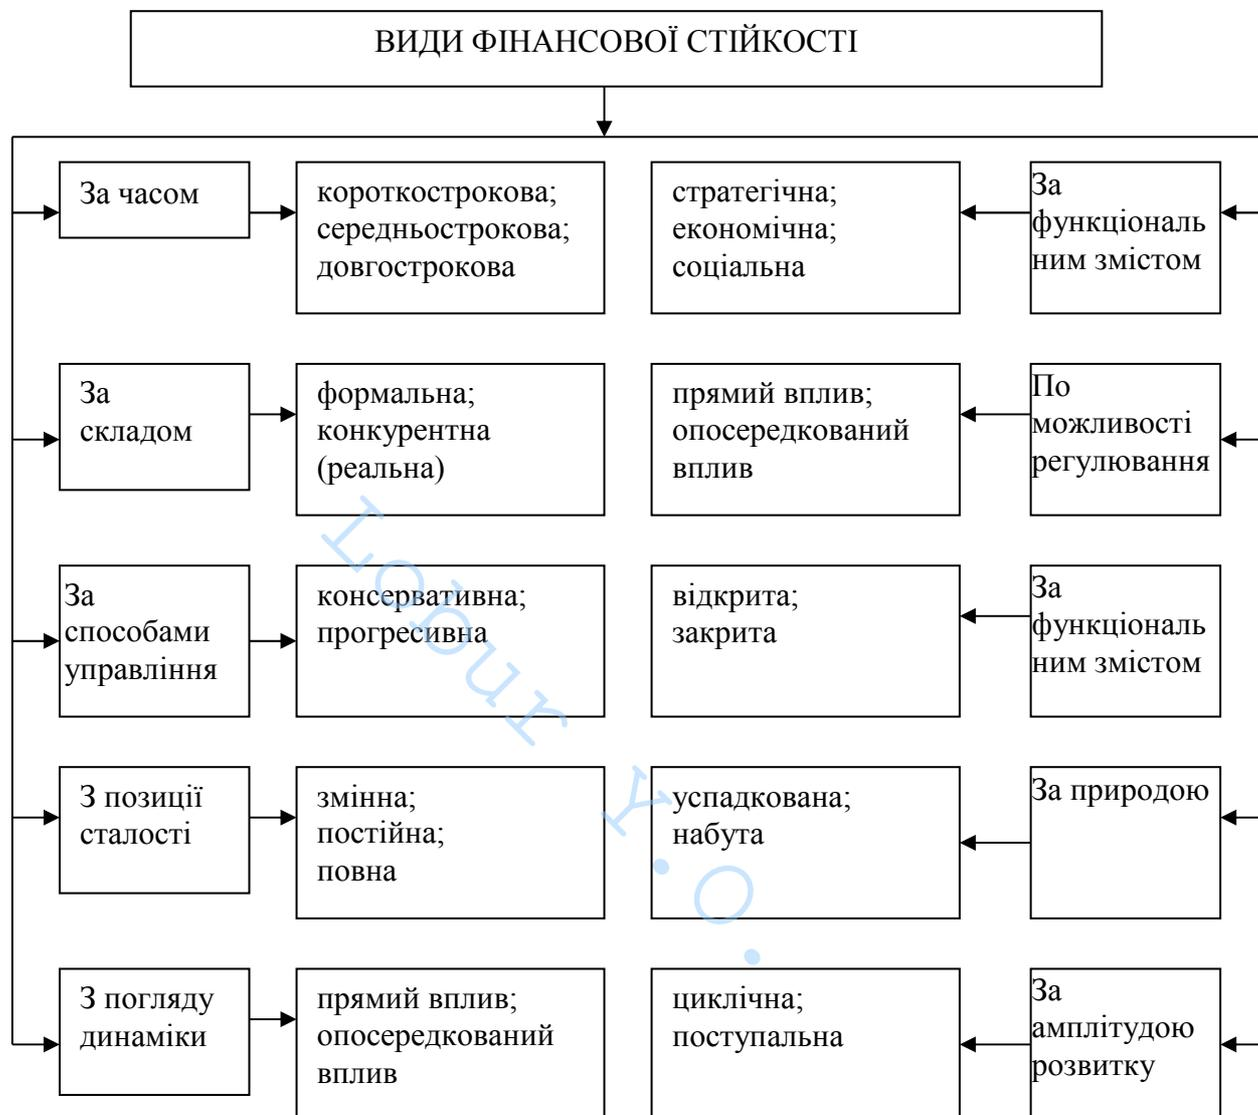 ВИДИ ФІНАНСОВОЇ СТІЙКОСТІ
За часом
короткострокова;
середньострокова;
довгострокова
стратегічна;
економічна;
соціальна
За
функціональ
ним змістом
За
складом
формальна;
конкурентна
(реальна)
прямий вплив;
опосередкований
вплив
По
можливості
регулювання
За
способами
управління
консервативна;
прогресивна
відкрита;
закрита
За
функціональ
ним змістом
З позиції
сталості
змінна;
постійна;
повна
успадкована;
набута
За природою
З погляду
динаміки
прямий вплив;
опосередкований
вплив
циклічна;
поступальна
За
амплітудою
розвитку
Lobur Y.O.